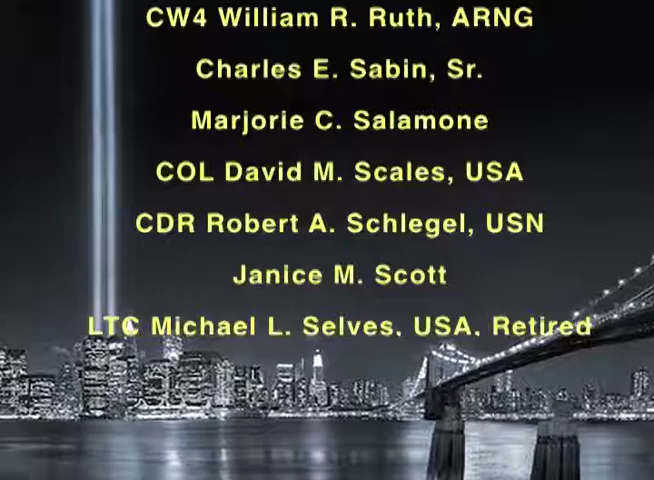 CW4 William R. Ruth, ARNG
Charles E. Sabin, Sr.
Marjorie C. Salamone
COL David M. Scales, USA
CDR Robert A. Schlegel, USN
Janice M. Scott
LTC Michael L. Selves, USA, Retired